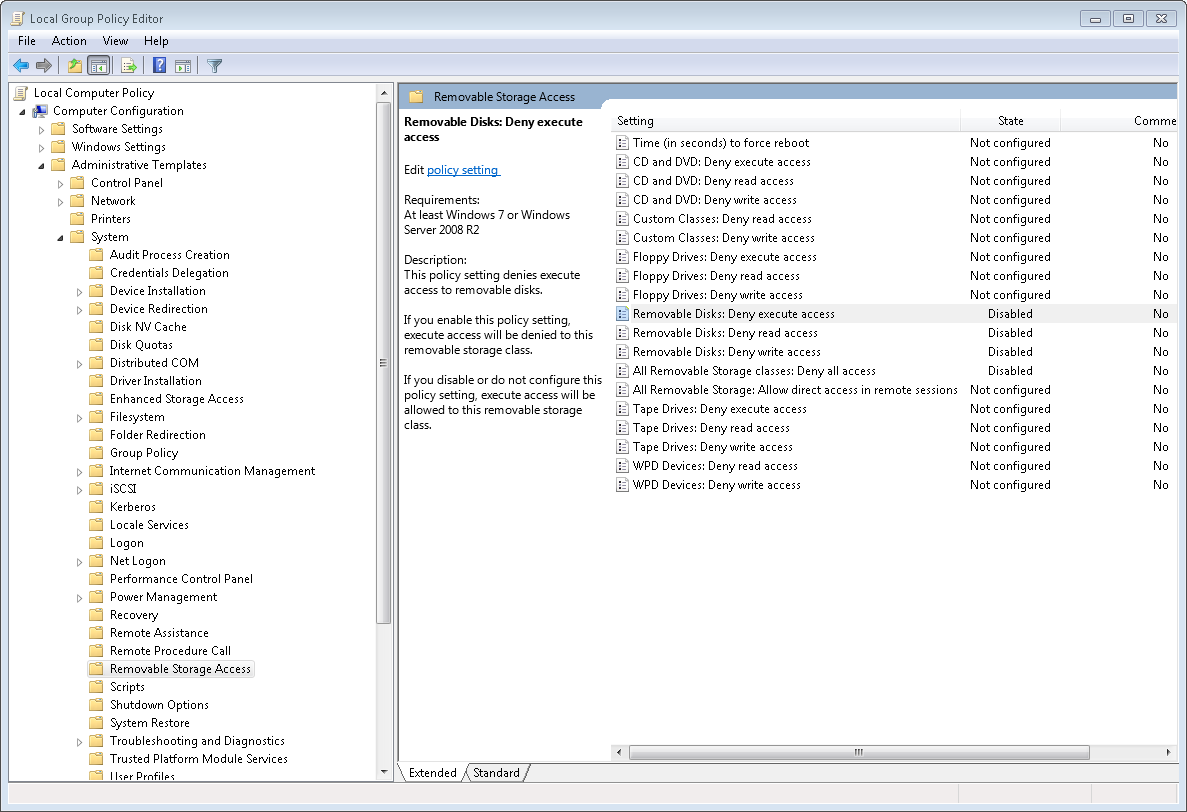 Local Group Policy Editor
File Action View Help
Local Computer Policy
Computer Configuration
Software Settings
Windows Settings
Administrative Templates
Control Panel
Network
Printers
System
Audit Process Creation
Credentials Delegation
Device Installation
Device Redirection
Disk NV Cache
Disk Quotas
Distributed COM
Driver Installation
Enhanced Storage Access
Filesystem
Folder Redirection
Group Policy
Internet Communication Management
iSCSI
Kerberos
Locale Services
Logon
Net Logon
Performance Control Panel
Power Management
Recovery
Remote Assistance
Remote Procedure Call
Removable Storage Access
Scripts
Shutdown Options
System Restore
Troubleshooting and Diagnostics
Trusted Platform Module Services
User Profiles
Removable Storage Access
Removable Disks: Deny execute
access
Edit policy setting
Requirements:
At least Windows 7 or Windows
Server 2008 R2
Description:
This policy setting denies execute
access to removable disks.
If you enable this policy setting,
execute access will be denied to this
removable storage class.
If you disable or do not configure this
policy setting, execute access will be
allowed to this removable storage
class.
Setting State Comme
Time (in seconds) to force reboot Not configured No
CD and DVD: Deny execute access Not configured No
CD and DVD: Deny read access Not configured No
CD and DVD: Deny write access Not configured No
Custom Classes: Deny read access Not configured No
Custom Classes: Deny write access Not configured No
Floppy Drives: Deny execute access Not configured No
Floppy Drives: Deny read access Not configured No
Floppy Drives: Deny write access Not configured No
Removable Disks: Deny execute access Disabled No
Removable Disks: Deny read access Disabled No
Removable Disks: Deny write access Disabled No
All Removable Storage classes: Deny all access Disabled No
All Removable Storage: Allow direct access in remote sessions Not configured No
Tape Drives: Deny execute access Not configured No
Tape Drives: Deny read access Not configured No
Tape Drives: Deny write access Not configured No
WPD Devices: Deny read access Not configured No
WPD Devices: Deny write access Not configured No
Extended Standard